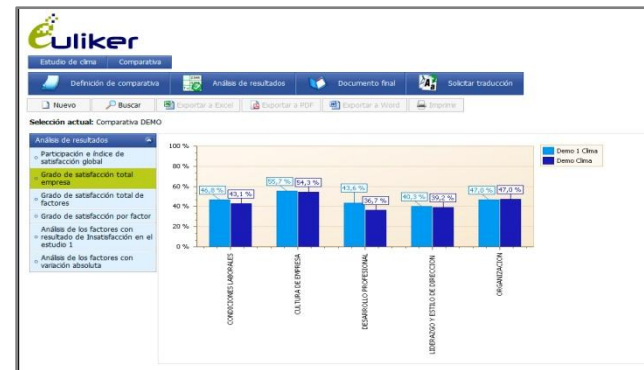 euliker
Estudio de clima Comparativa
Definición de comparativa Análisis de resultados Documento final Solicitar traducción
Nuevo Buscar Exportar a Excel Exportar a PDF Exportar a Word Imprime
Selección actual: Comparativa DEMO
Análisis de resultados
Participación e índice de
satisfacción global
Grado de satisfacción total
empresa
Grado de satisfacción total de
factores
Grado de satisfacción por factor
Análisis de los factores con
resultado de Insatisfacción en el
estudio 1
Análisis de los factores con
variación absoluta
100 %
80 %
60 %
40 %
20 %
0 %
46,8 % 43,1 % 55,7 % 54,3 % 43,6 % 36,7 % 40,3 % 39,2 % 47,0 % 47,0 %
CONDICIONES LABORALES
CULTURA DE EMPRESA
DESARROLLO PROFESIONAL
LIDERAZGO Y ESTILO DE DIRECCION
ORGANIZACION
Demo 1 Clima
Demo Clima